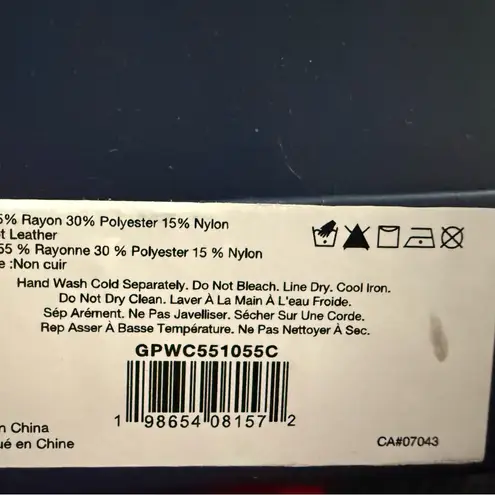 5% Rayon 30% Polyester 15% Nylon
t Leather
55 % Rayonne 30 % Polyester 15 % Nylon
e :Non cuir
Hand Wash Cold Separately. Do Not Bleach. Line Dry. Cool Iron.
Do Not Dry Clean. Laver À La Main À L'eau Froide.
Sép Arément. Ne Pas Javelliser. Sécher Sur Une Corde.
Rep Asser À Basse Température. Ne Pas Nettoyer À Sec.
GPWC551055C
1 98654 08157 2
n China
ué en Chine
CA#07043